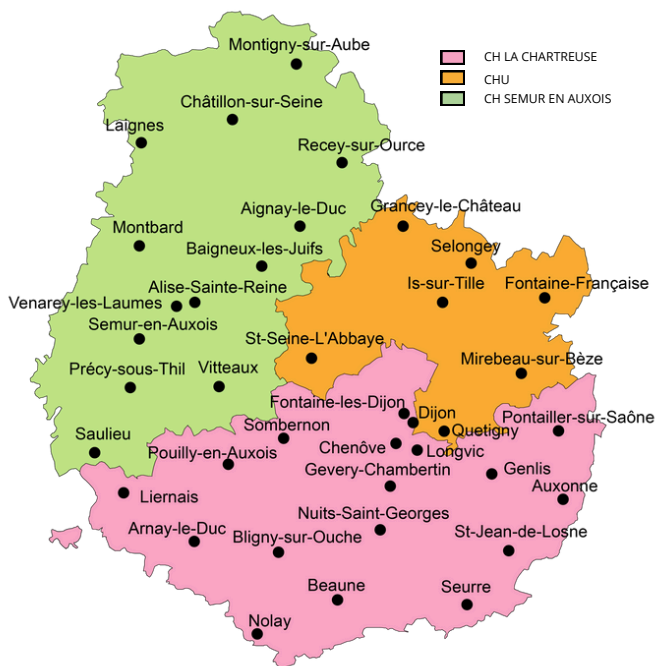 Montigny-sur-Aube
CH LA CHARTREUSE
CHU
CH SEMUR EN AUXOIS
Châtillon-sur-Seine
Laignes
Recey-sur-Ource
Aignay-le-Duc
Grancey-le-Château
Montbard
Selongey
Baigneux-les-Juifs
Is-sur-Tille
Fontaine-Française
Alise-Sainte-Reine
Venarey-les-Laumes
Semur-en-Auxois
St-Seine-L'Abbaye
Mirebeau-sur-Bèze
Précy-sous-Thil
Vitteaux
Fontaine-les-Dijon
Dijon
Pontailler-sur-Saône
Sombernon
Quetigny
Saulieu
Chenôve
Longvic
Pouilly-en-Auxois
Gevery-Chambertin
Genlis
Auxonne
Liernais
Nuits-Saint-Georges
Arnay-le-Duc
Bligny-sur-Ouche
St-Jean-de-Losne
Beaune
Seurre
Nolay